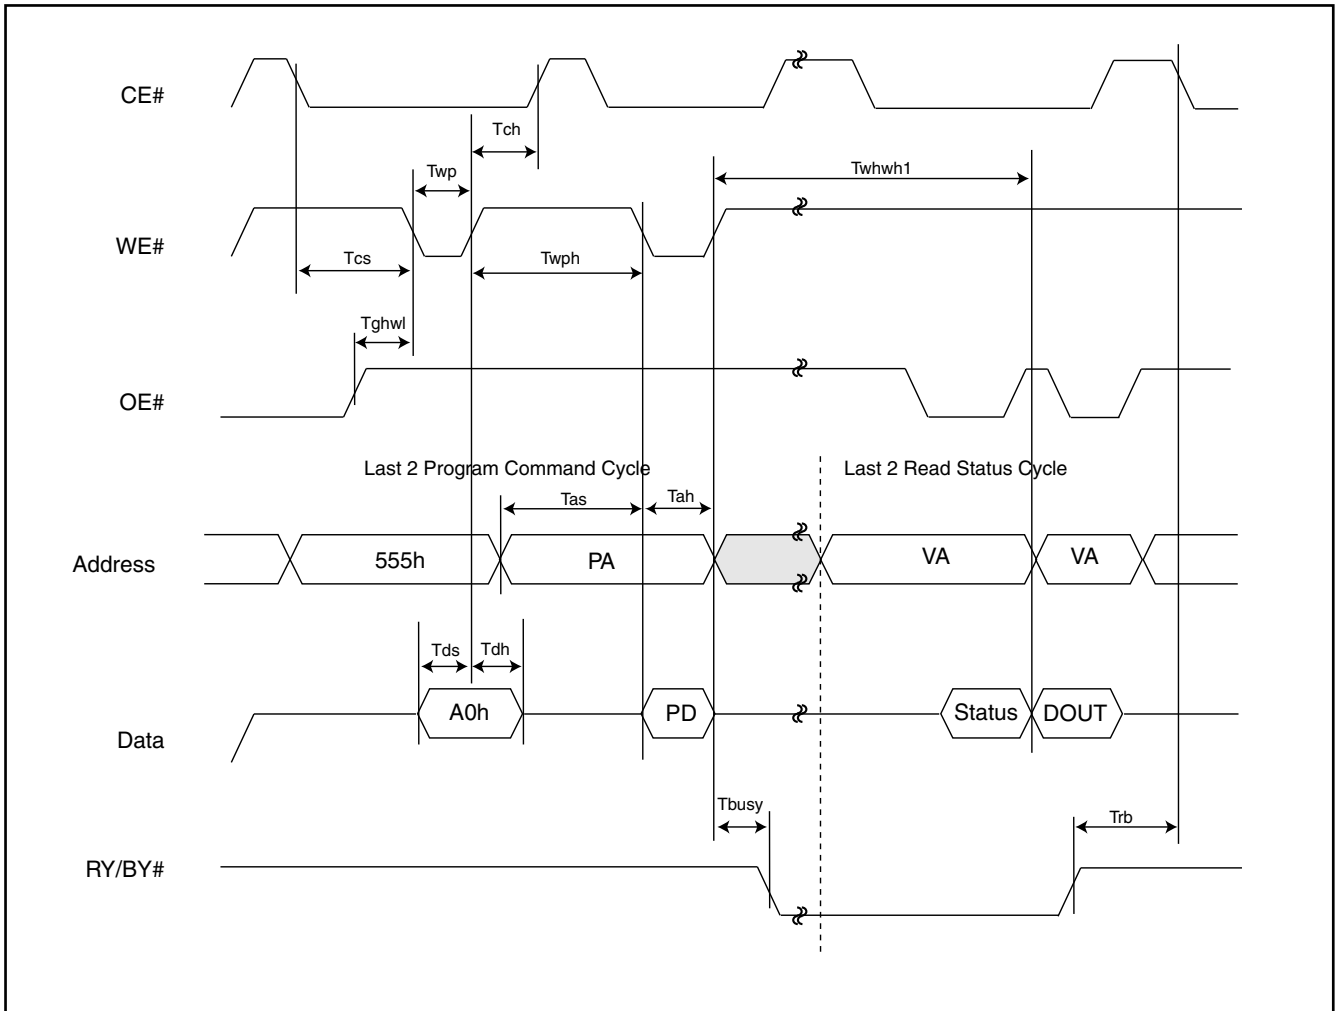 CE#
Tch
Twp
Twhwh1
WE#
Tcs
Twph
Tghwl
OE#
Last 2 Program Command Cycle
Last 2 Read Status Cycle
Tas
Tah
Address
555h
PA
VA
VA
Tds
Tdh
Data
A0h
PD
Status
DOUT
Tbusy
Trb
RY/BY#